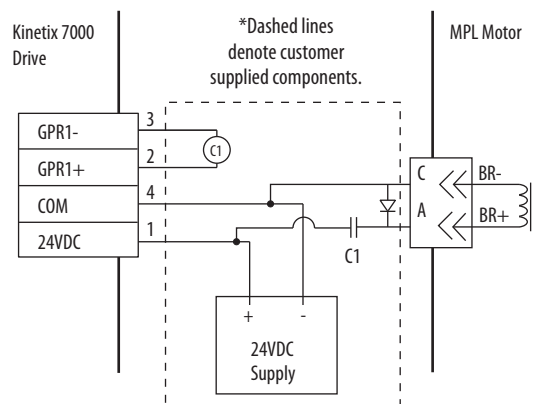 Kinetix 7000
Drive
*Dashed lines
denote customer
supplied components.
MPL Motor
GPR1-
3
C1
GPR1+
2
COM
4
24VDC
1
C
BR-
A
BR+
C1
+ -
24VDC
Supply